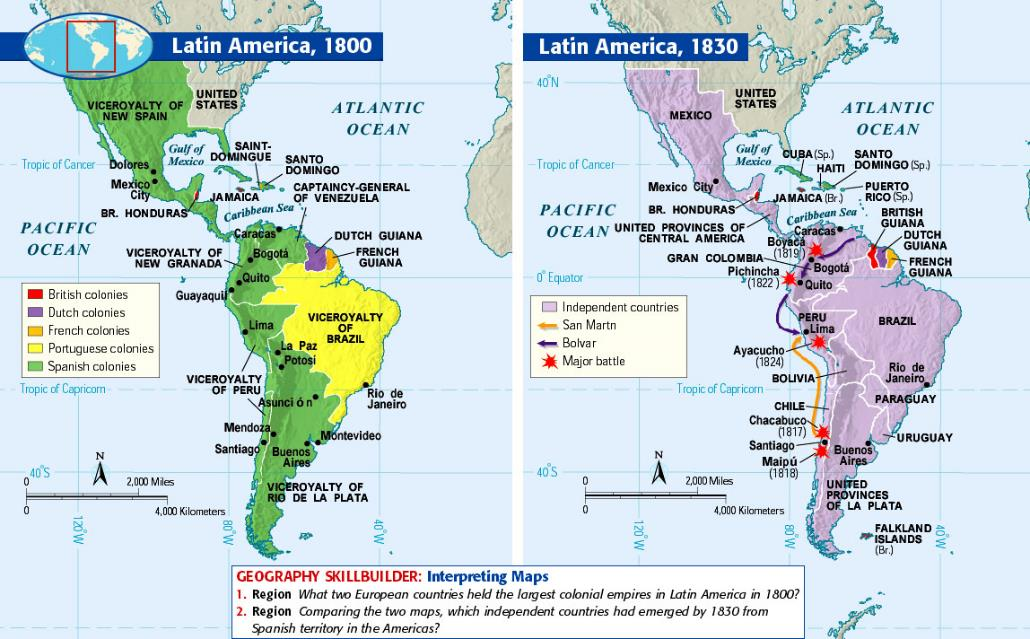 Latin America, 1800
UNITED
STATES
VICEROYALTY OF
NEW SPAIN
ATLANTIC
OCEAN
Gulf of
Mexico
SAINT-
DOMINGUE
SANTO
DOMINGO
Tropic of Cancer
Dolores
Mexico
City
JAMAICA
CAPTAINCY-GENERAL
OF VENEZUELA
BR. HONDURAS
Caribbean Sea
PACIFIC
OCEAN
Caracas
DUTCH GUIANA
VICEROYALTY OF
NEW GRANADA
Bogotá
FRENCH
GUIANA
Quito
Guayaquil
British colonies
Dutch colonies
French colonies
Portuguese colonies
Spanish colonies
Lima
VICEROYALTY
OF
BRAZIL
La Paz
Potosí
VICEROYALTY
OF PERU
Tropic of Capricorn
Asunci ó n
Rio de
Janeiro
Mendoza
Montevideo
Santiago
Buenos
Aires
40°S
N
0
2,000 Miles
0
4,000 Kilometers
VICEROYALTY OF
RIO DE LA PLATA
120°W
80°W
40°W
Latin America, 1830
40°N
UNITED
STATES
MEXICO
ATLANTIC
OCEAN
Gulf of
Mexico
CUBA (Sp.)
HAITI
SANTO
DOMINGO (Sp.)
Tropic of Cancer
Mexico City
JAMAICA (Br.)
PUERTO
RICO (Sp.)
BR. HONDURAS
Caribbean Sea
PACIFIC
OCEAN
UNITED PROVINCES OF
CENTRAL AMERICA
Caracas
BRITISH
GUIANA
DUTCH
GUIANA
Boyacá
(1819)
GRAN COLOMBIA
Bogotá
FRENCH
GUIANA
Pichincha
(1822 )
0° Equator
Quito
Independent countries
San Martn
Bolvar
Major battle
PERU
Lima
BRAZIL
Ayacucho
(1824)
BOLIVIA
Rio de
Janeiro
Tropic of Capricorn
PARAGUAY
CHILE
Chacabuco
(1817)
URUGUAY
Santiago
Buenos
Aires
Maipú
(1818)
40°S
N
0
2,000 Miles
0
4,000 Kilometers
UNITED
PROVINCES
OF LA PLATA
FALKLAND
ISLANDS
(Br.)
120°W
80°W
40°W
GEOGRAPHY SKILLBUILDER: Interpreting Maps
1. Region What two European countries held the largest colonial empires in Latin America in 1800?
2. Region Comparing the two maps, which independent countries had emerged by 1830 from
Spanish territory in the Americas?